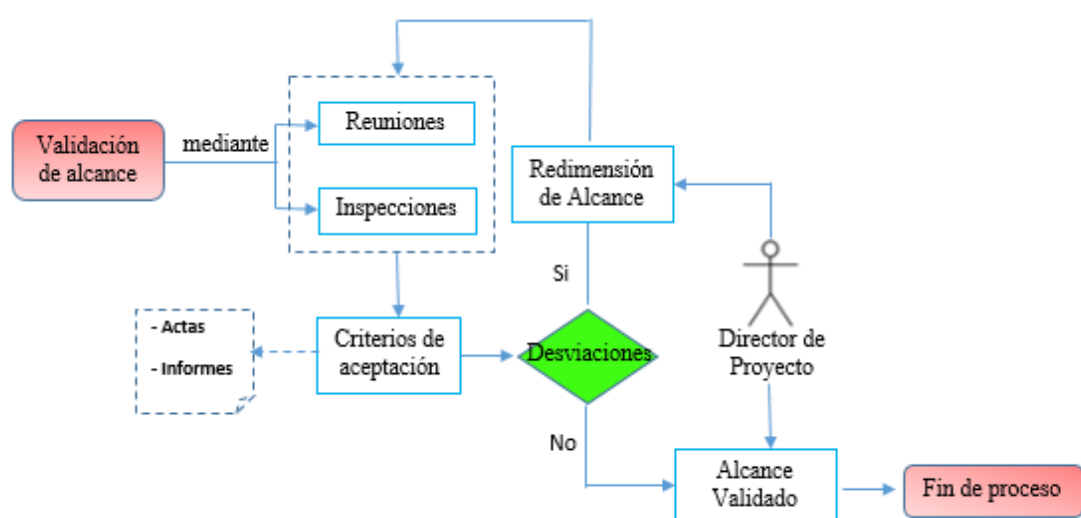 Validación
de alcance
mediante
Reuniones
Inspecciones
Redimensión
de Alcance
Si
- Actas
- Informes
Criterios de
aceptación
Desviaciones
Director de
Proyecto
No
Alcance
Validado
Fin de proceso